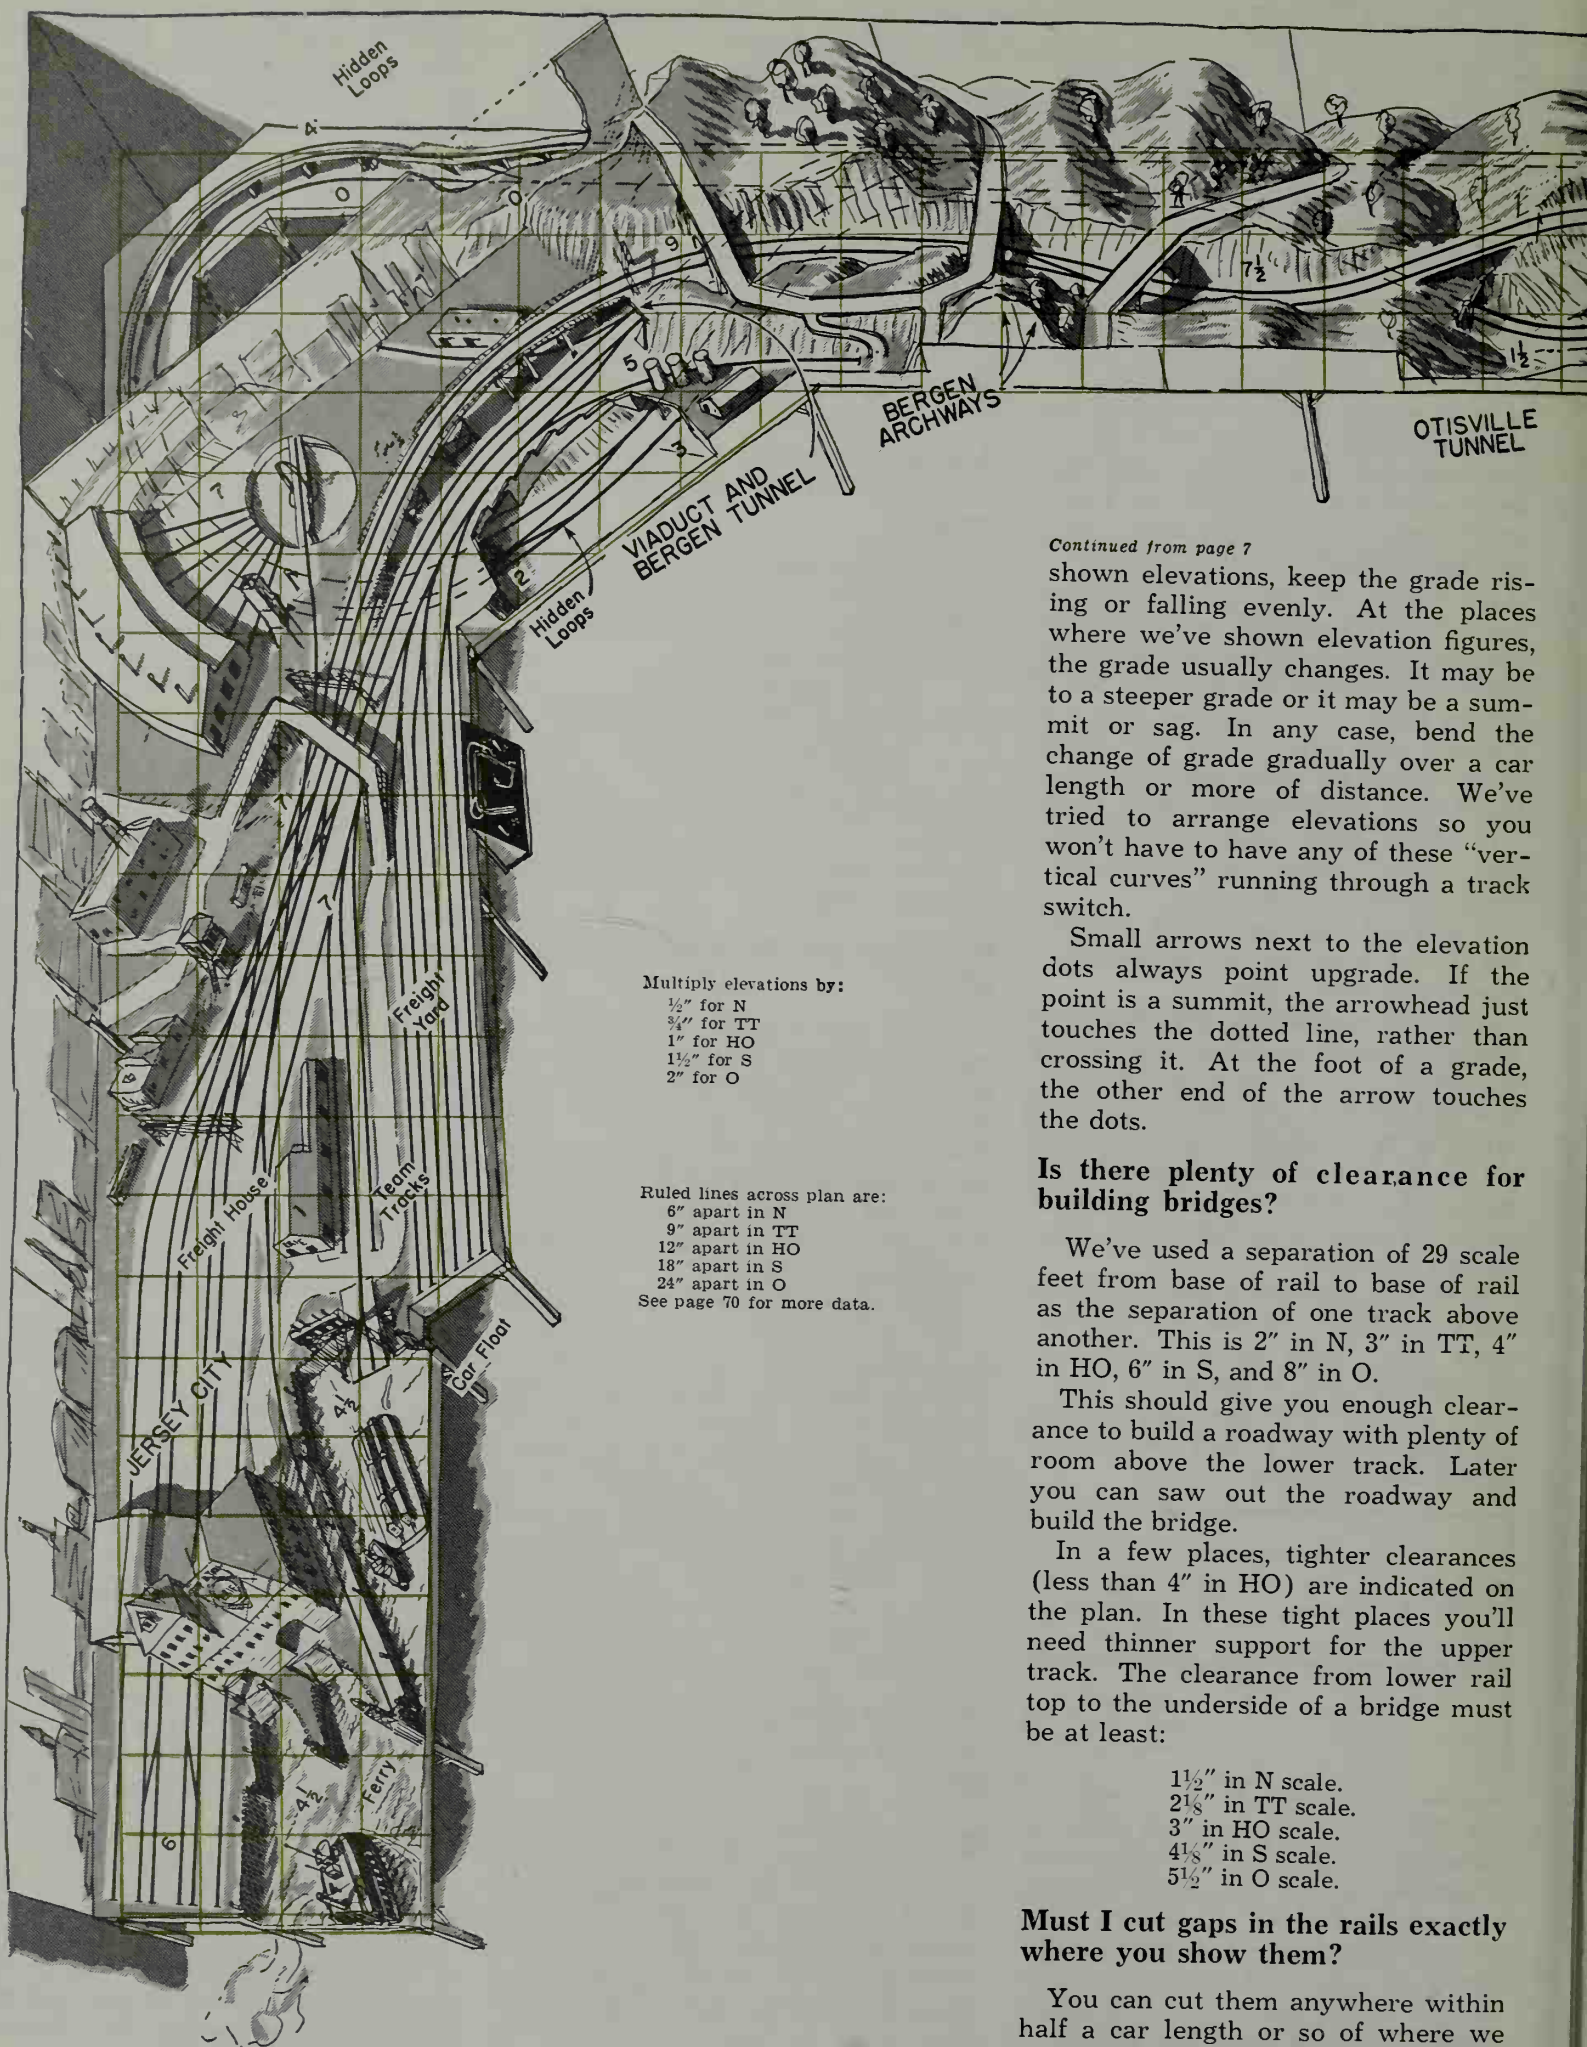 Hidden
Loops
4
0
0
9
7½
1½
5
3
2
7
BERGEN
ARCHWAYS
OTISVILLE
TUNNEL
VIADUCT AND
BERGEN TUNNEL
Hidden
Loops
7
7
Freight
Yard
Freight House
Team
Tracks
Car Float
JERSEY CITY
4½
4½
Ferry
6
Multiply elevations by:
½″ for N
¾″ for TT
1″ for HO
1½″ for S
2″ for O
Ruled lines across plan are:
6″ apart in N
9″ apart in TT
12″ apart in HO
18″ apart in S
24″ apart in O
See page 70 for more data.
Continued from page 7
shown elevations, keep the grade ris-
ing or falling evenly. At the places
where we've shown elevation figures,
the grade usually changes. It may be
to a steeper grade or it may be a sum-
mit or sag. In any case, bend the
change of grade gradually over a car
length or more of distance. We've
tried to arrange elevations so you
won't have to have any of these “ver-
tical curves” running through a track
switch.
Small arrows next to the elevation
dots always point upgrade. If the
point is a summit, the arrowhead just
touches the dotted line, rather than
crossing it. At the foot of a grade,
the other end of the arrow touches
the dots.
Is there plenty of clearance for
building bridges?
We've used a separation of 29 scale
feet from base of rail to base of rail
as the separation of one track above
another. This is 2″ in N, 3″ in TT, 4″
in HO, 6″ in S, and 8″ in O.
This should give you enough clear-
ance to build a roadway with plenty of
room above the lower track. Later
you can saw out the roadway and
build the bridge.
In a few places, tighter clearances
(less than 4″ in HO) are indicated on
the plan. In these tight places you'll
need thinner support for the upper
track. The clearance from lower rail
top to the underside of a bridge must
be at least:
1½″ in N scale.
2⅛″ in TT scale.
3″ in HO scale.
4⅛″ in S scale.
5½″ in O scale.
Must I cut gaps in the rails exactly
where you show them?
You can cut them anywhere within
half a car length or so of where we